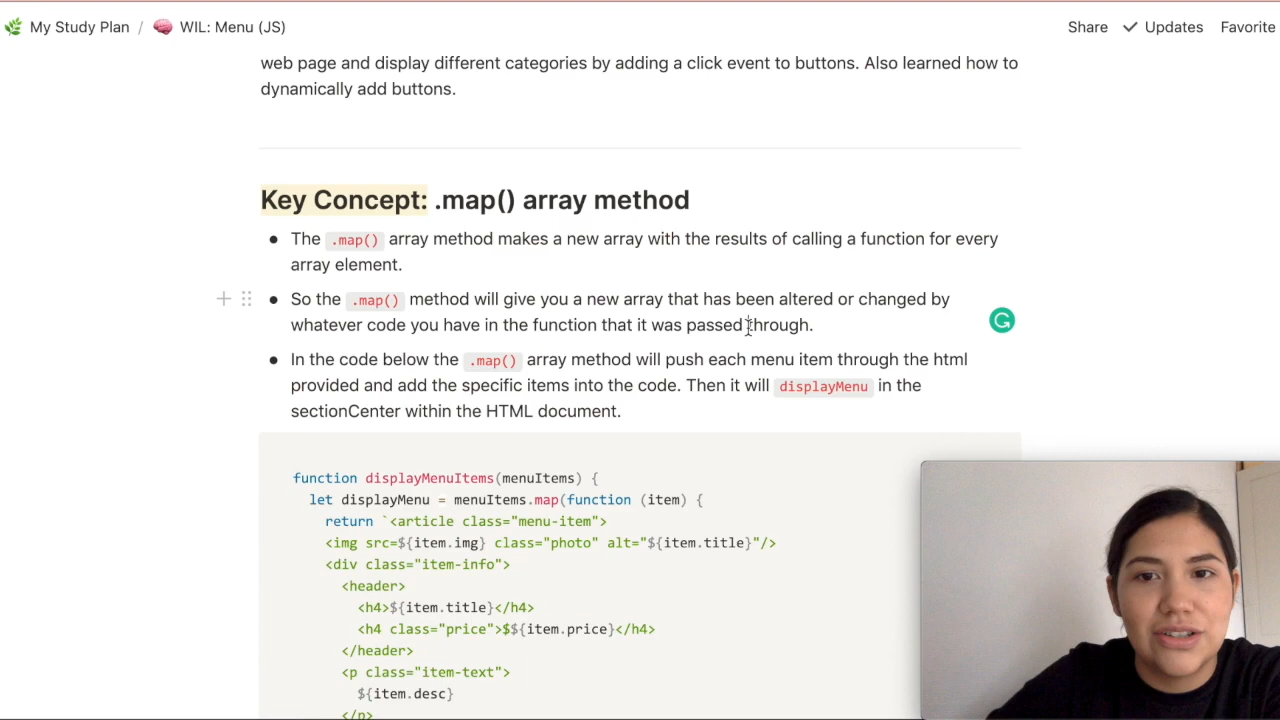 My Study Plan / WIL: Menu (JS) Share Updates Favorite
web page and display different categories by adding a click event to buttons. Also learned how to
dynamically add buttons.
Key Concept: .map() array method
The .map() array method makes a new array with the results of calling a function for every
array element.
So the .map() method will give you a new array that has been altered or changed by
whatever code you have in the function that it was passed through.
In the code below the .map() array method will push each menu item through the html
provided and add the specific items into the code. Then it will displayMenu in the
sectionCenter within the HTML document.
function displayMenuItems(menuItems) {
let displayMenu = menuItems.map(function (item) {
return `<article class="menu-item">
<img src=${item.img} class="photo" alt="${item.title}"/>
<div class="item-info">
<header>
<h4>${item.title}</h4>
<h4 class="price">$${item.price}</h4>
</header>
<p class="item-text">
${item.desc}
</p>